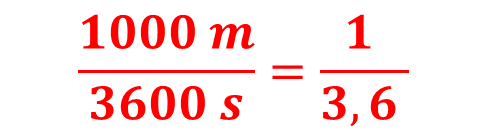 1000 m / 3600 s = 1 / 3,6